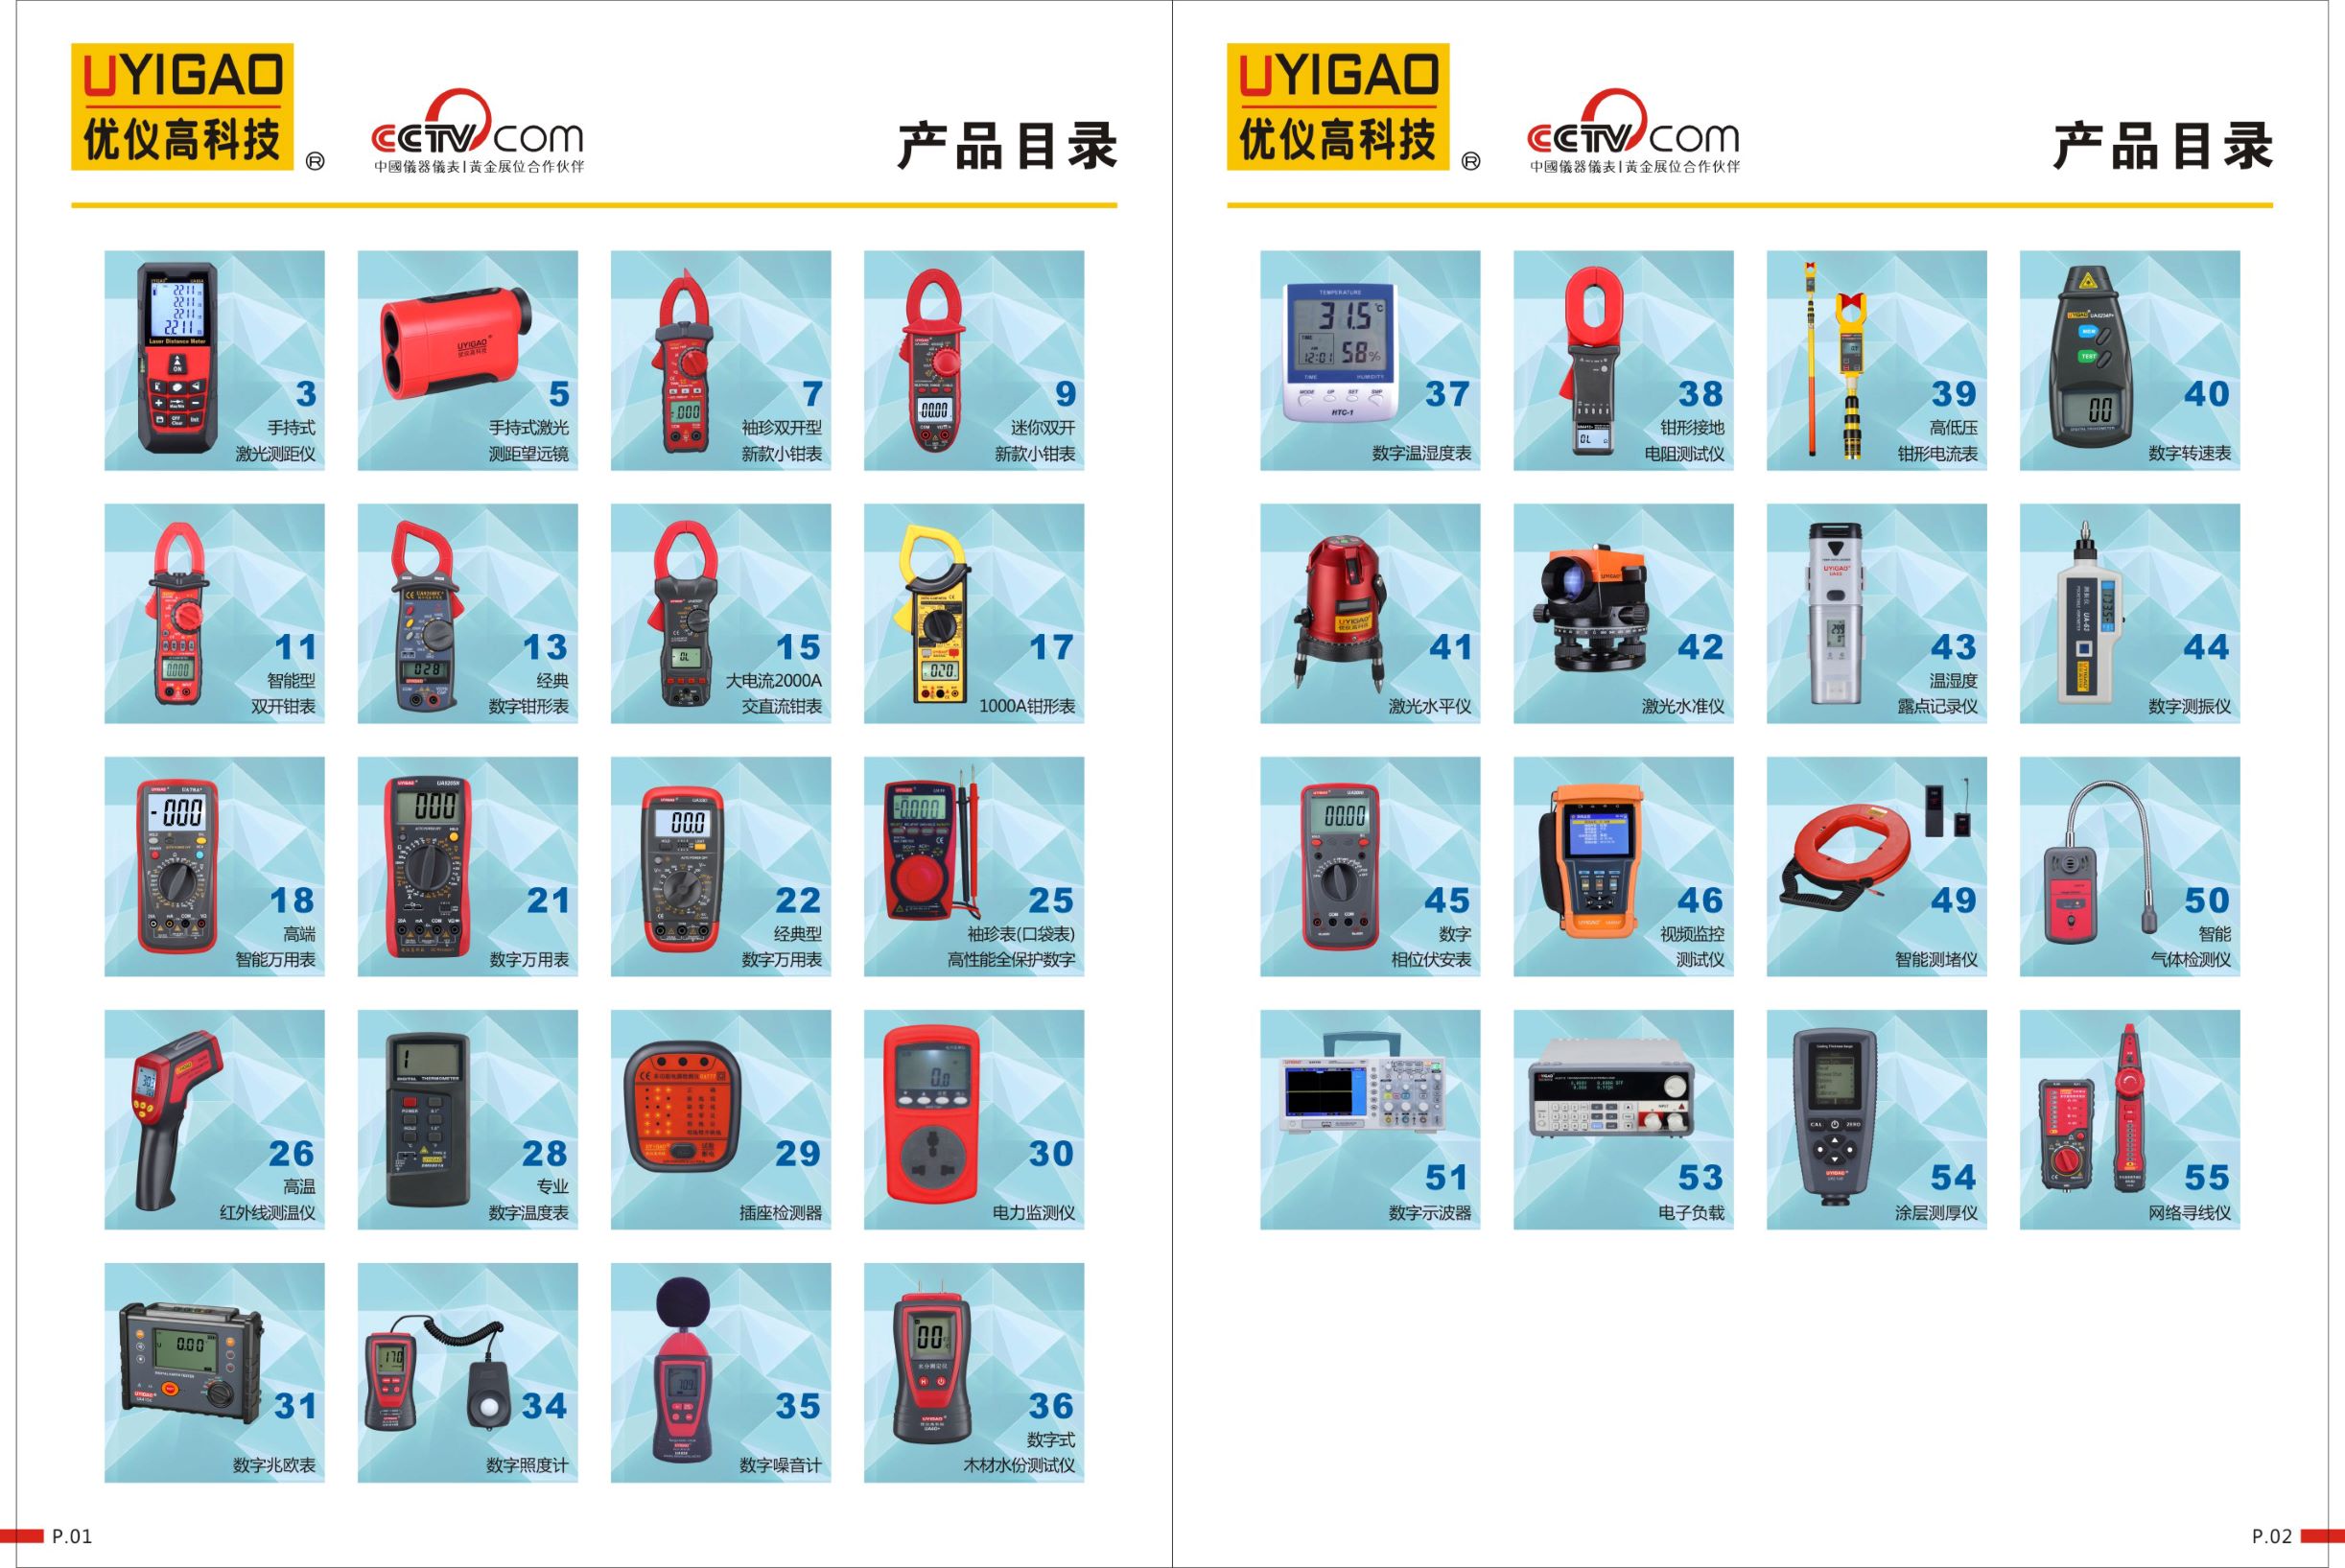 UYIGAO
优仪高科技
®
CCTV.com
中國儀器儀表|黃金展位合作伙伴
产品目录
3
手持式
激光测距仪
5
手持式激光
测距望远镜
7
袖珍双开型
新款小钳表
9
迷你双开
新款小钳表
11
智能型
双开钳表
13
经典
数字钳形表
15
大电流2000A
交直流钳表
17
1000A钳形表
18
高端
智能万用表
21
数字万用表
22
经典型
数字万用表
25
袖珍表(口袋表)
高性能全保护数字
26
高温
红外线测温仪
28
专业
数字温度表
29
插座检测器
30
电力监测仪
31
数字兆欧表
34
数字照度计
35
数字噪音计
36
数字式
木材水份测试仪
P.01
UYIGAO
优仪高科技
®
CCTV.com
中國儀器儀表|黃金展位合作伙伴
产品目录
TEMPERATURE
31.5℃
12:01 58%
TIME HUMIDITY
HTC-1
37
数字温湿度表
38
钳形接地
电阻测试仪
39
高低压
钳形电流表
40
数字转速表
41
激光水平仪
42
激光水准仪
43
温湿度
露点记录仪
44
数字测振仪
45
数字
相位伏安表
46
视频监控
测试仪
49
智能测堵仪
50
智能
气体检测仪
51
数字示波器
53
电子负载
54
涂层测厚仪
55
网络寻线仪
P.02